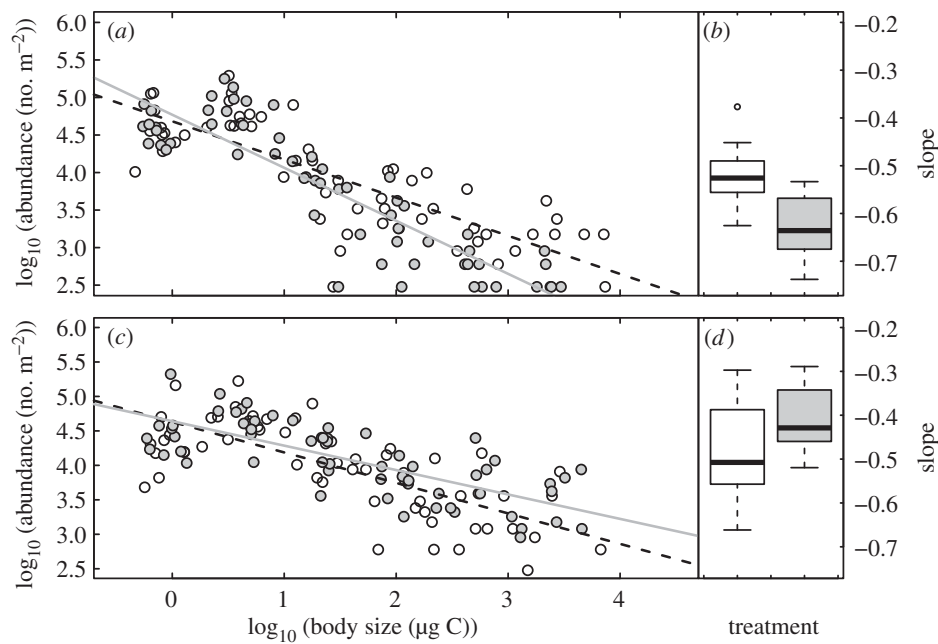 (a)
(b)
6.0
5.5
5.0
4.5
4.0
3.5
3.0
2.5
log10 (abundance (no. m−2))
−0.2
−0.3
−0.4
−0.5
−0.6
−0.7
slope
(c)
(d)
6.0
5.5
5.0
4.5
4.0
3.5
3.0
2.5
log10 (abundance (no. m−2))
−0.2
−0.3
−0.4
−0.5
−0.6
−0.7
slope
0 1 2 3 4
log10 (body size (µg C))
treatment